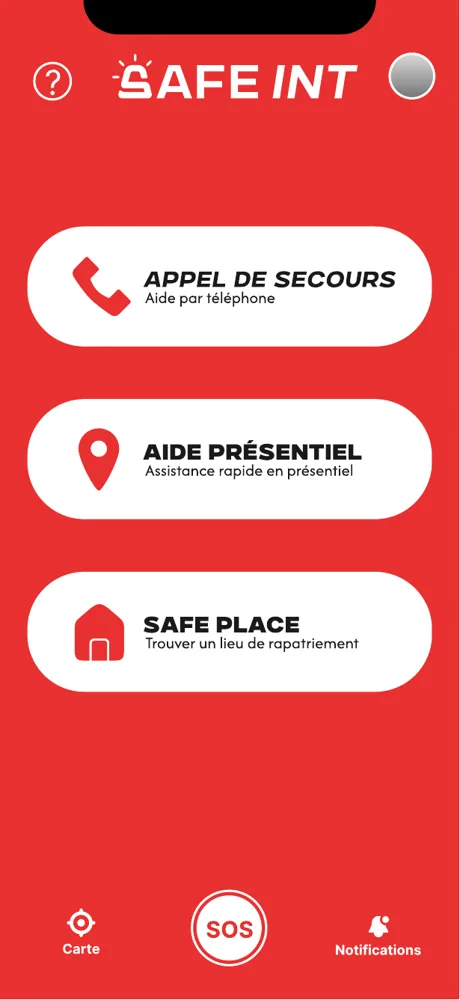 SAFE INT
APPEL DE SECOURS
Aide par téléphone
AIDE PRÉSENTIEL
Assistance rapide en présentiel
SAFE PLACE
Trouver un lieu de rapatriement
SOS
Carte
Notifications